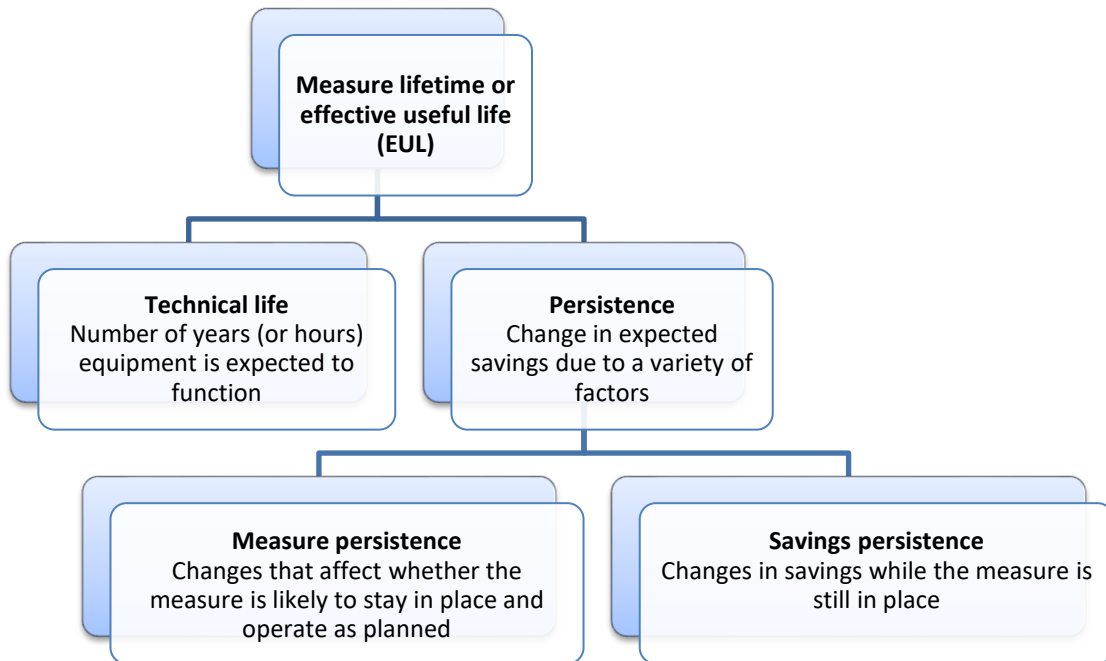 Measure lifetime or
effective useful life
(EUL)
Technical life
Number of years (or hours)
equipment is expected to
function
Persistence
Change in expected
savings due to a variety of
factors
Measure persistence
Changes that affect whether the
measure is likely to stay in place and
operate as planned
Savings persistence
Changes in savings while the measure is
still in place